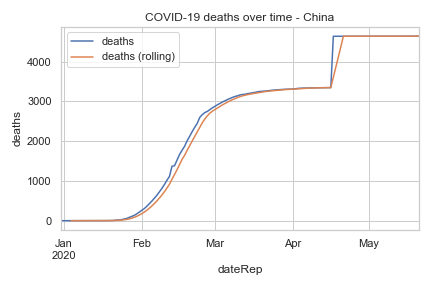 COVID-19 deaths over time - China
deaths
deaths (rolling)
deaths
4000
3000
2000
1000
0
Jan
2020
Feb
Mar
Apr
May
dateRep